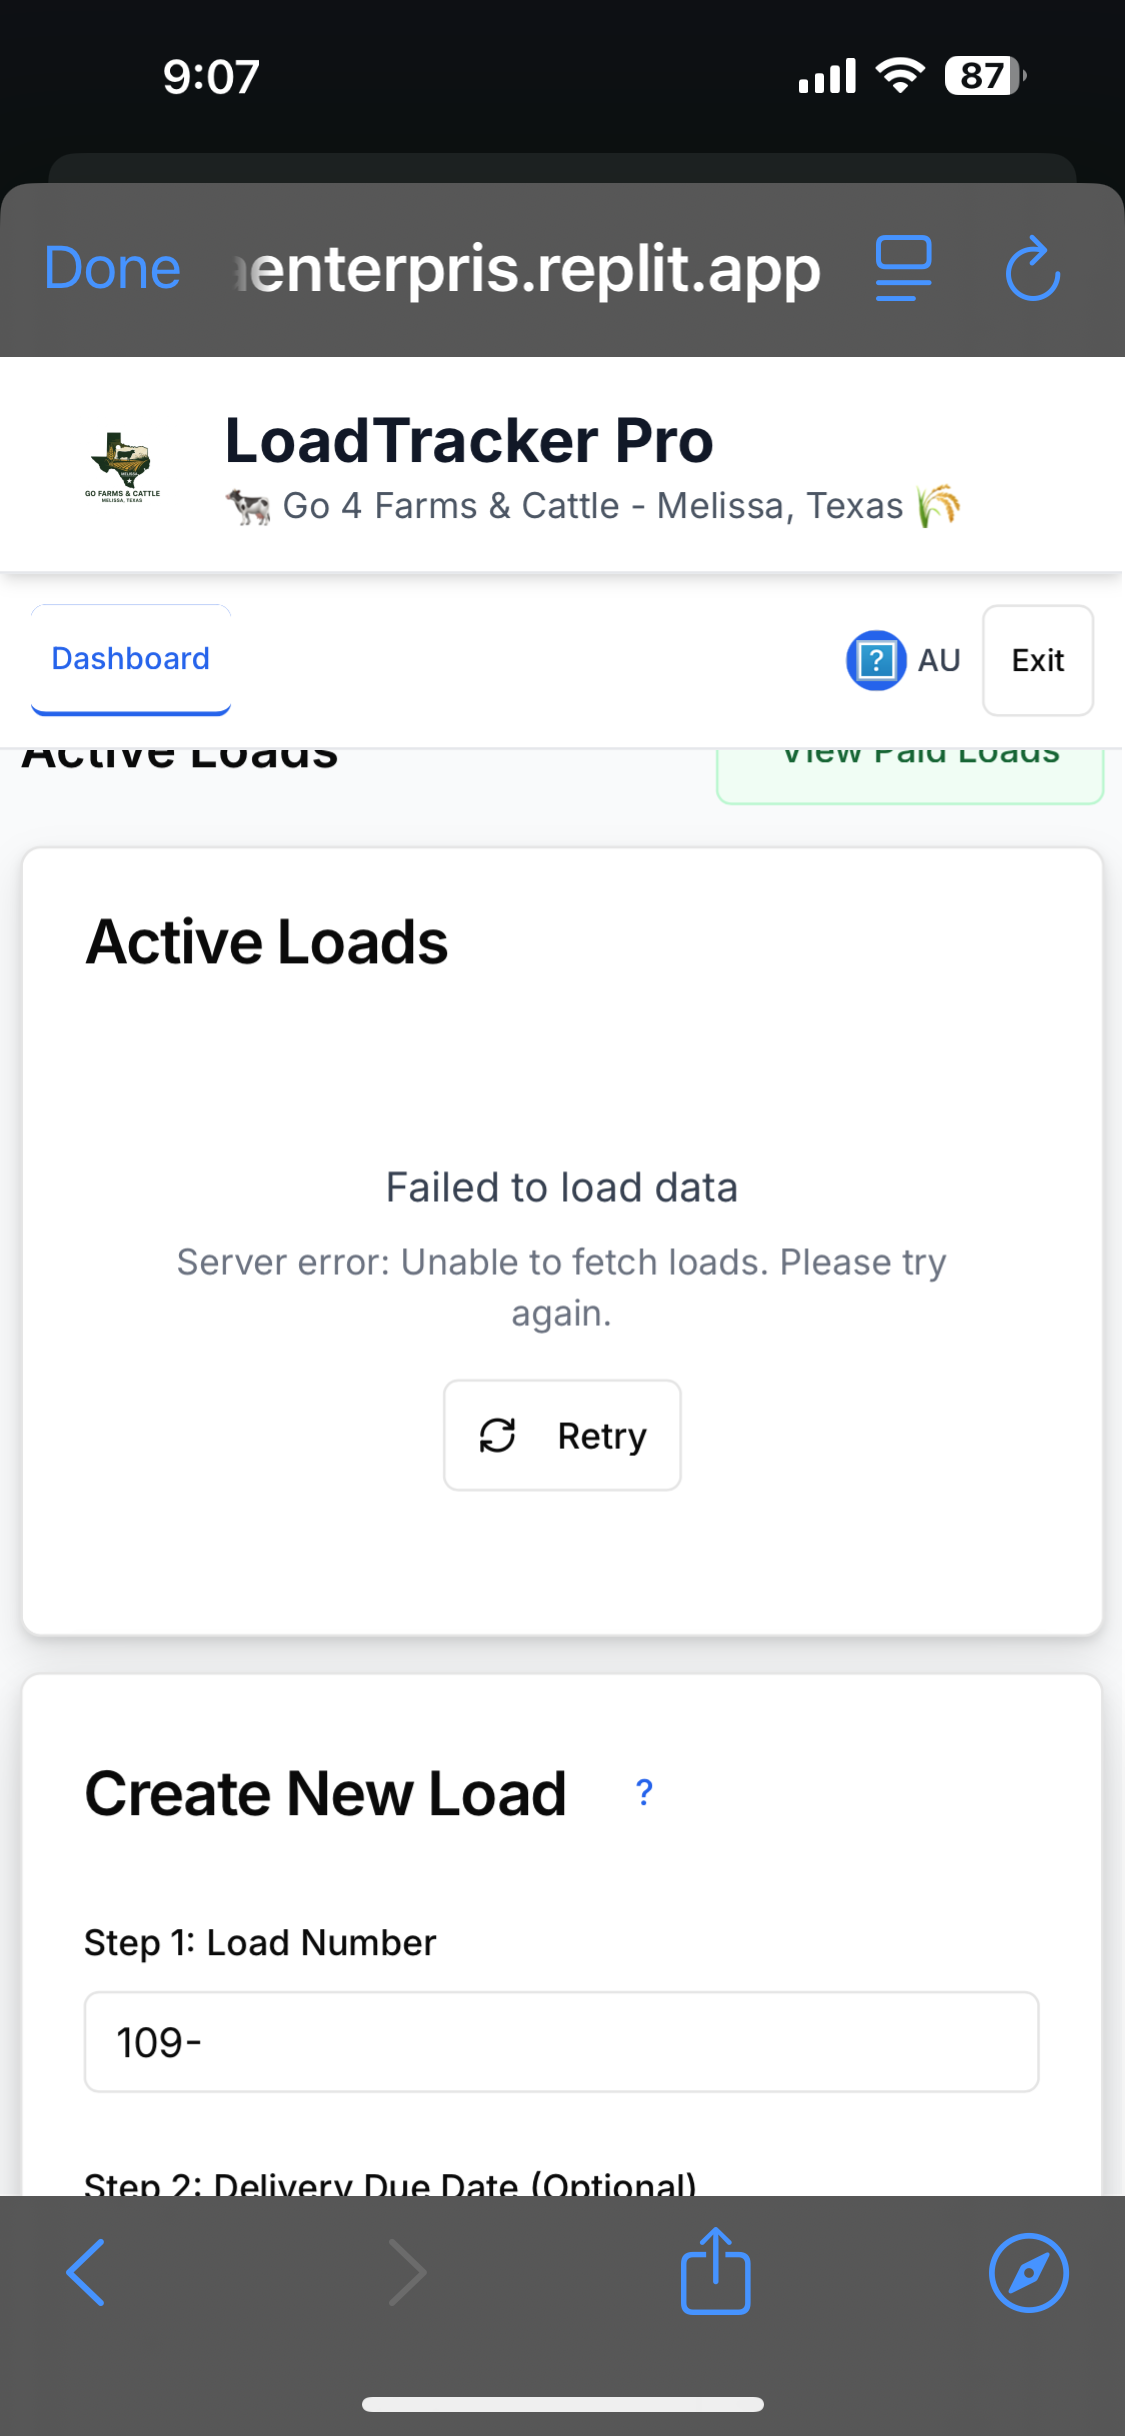 9:07
87
Done
enterpris.replit.app
GO FARMS & CATTLE
MELISSA, TEXAS
LoadTracker Pro
🐄 Go 4 Farms & Cattle - Melissa, Texas 🌾
Dashboard
? AU
Exit
Active Loads
View Paid Loads
Active Loads
Failed to load data
Server error: Unable to fetch loads. Please try
again.
Retry
Create New Load ?
Step 1: Load Number
109-
Step 2: Delivery Due Date (Optional)